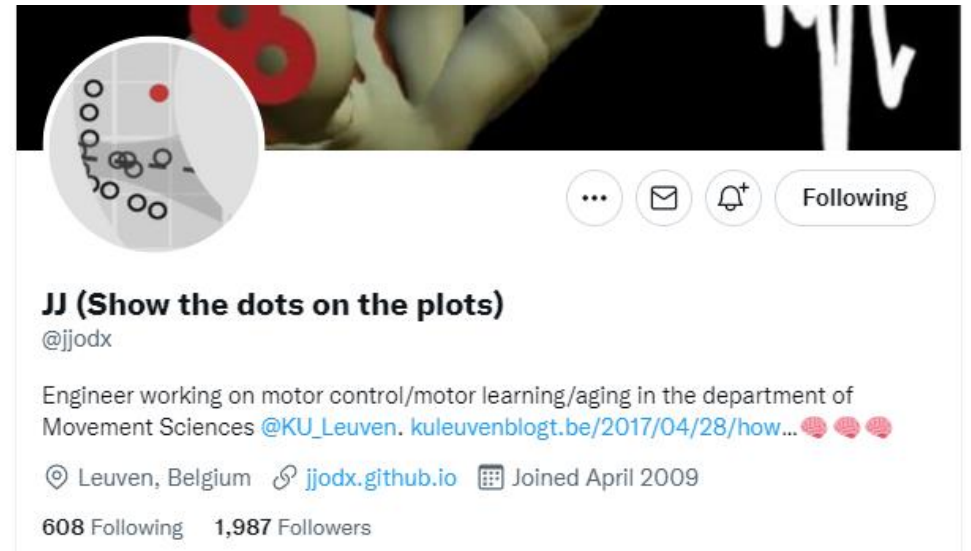 Following
JJ (Show the dots on the plots)
@jjodx
Engineer working on motor control/motor learning/aging in the department of
Movement Sciences @KU_Leuven. kuleuvenblogt.be/2017/04/28/how...
Leuven, Belgium jjodx.github.io Joined April 2009
608 Following 1,987 Followers